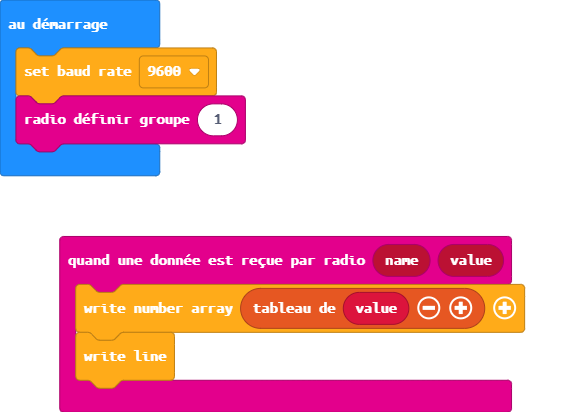 au démarrage
set baud rate 9600
radio définir groupe 1
quand une donnée est reçue par radio name value
write number array tableau de value
write line